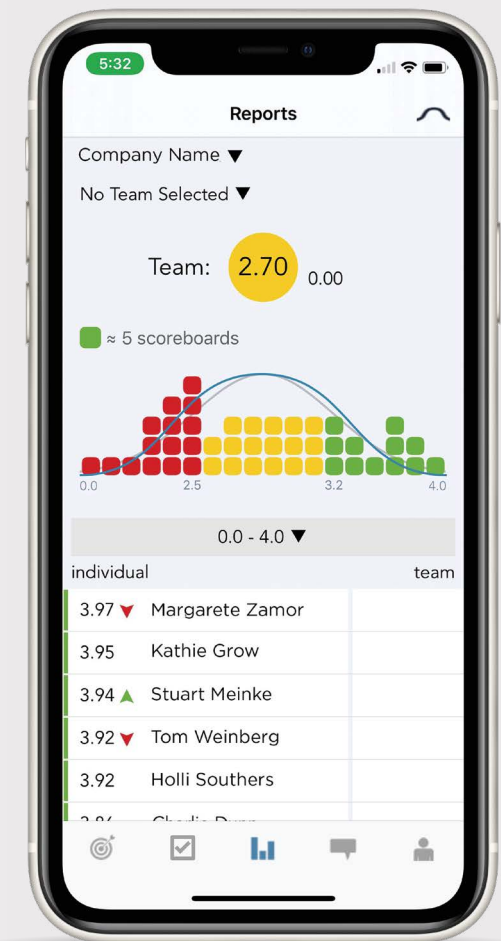 5:32
Reports
Company Name ▼
No Team Selected ▼
Team: 2.70 0.00
≈ 5 scoreboards
0.0 2.5 3.2 4.0
0.0 - 4.0 ▼
individual team
3.97 Margarete Zamor
3.95 Kathie Grow
3.94 Stuart Meinke
3.92 Tom Weinberg
3.92 Holli Southers